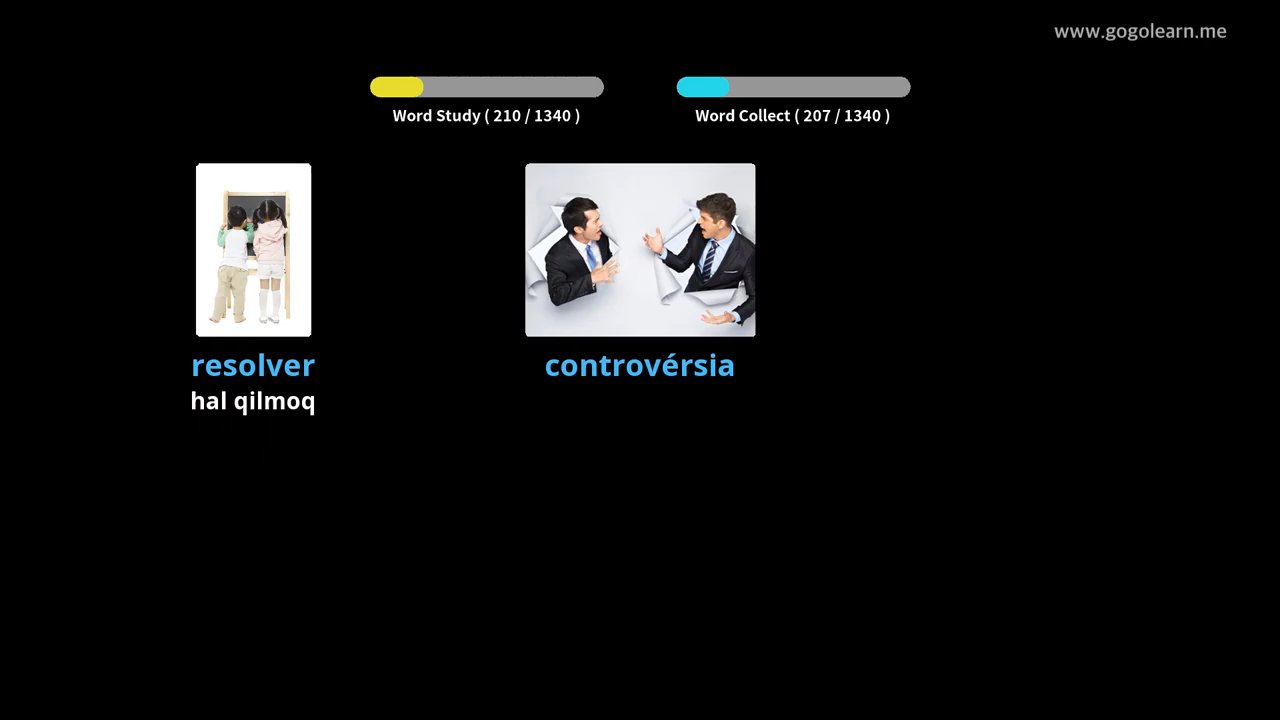 www.gogolearn.me
Word Study ( 210 / 1340 )
Word Collect ( 207 / 1340 )
resolver
hal qilmoq
controvérsia